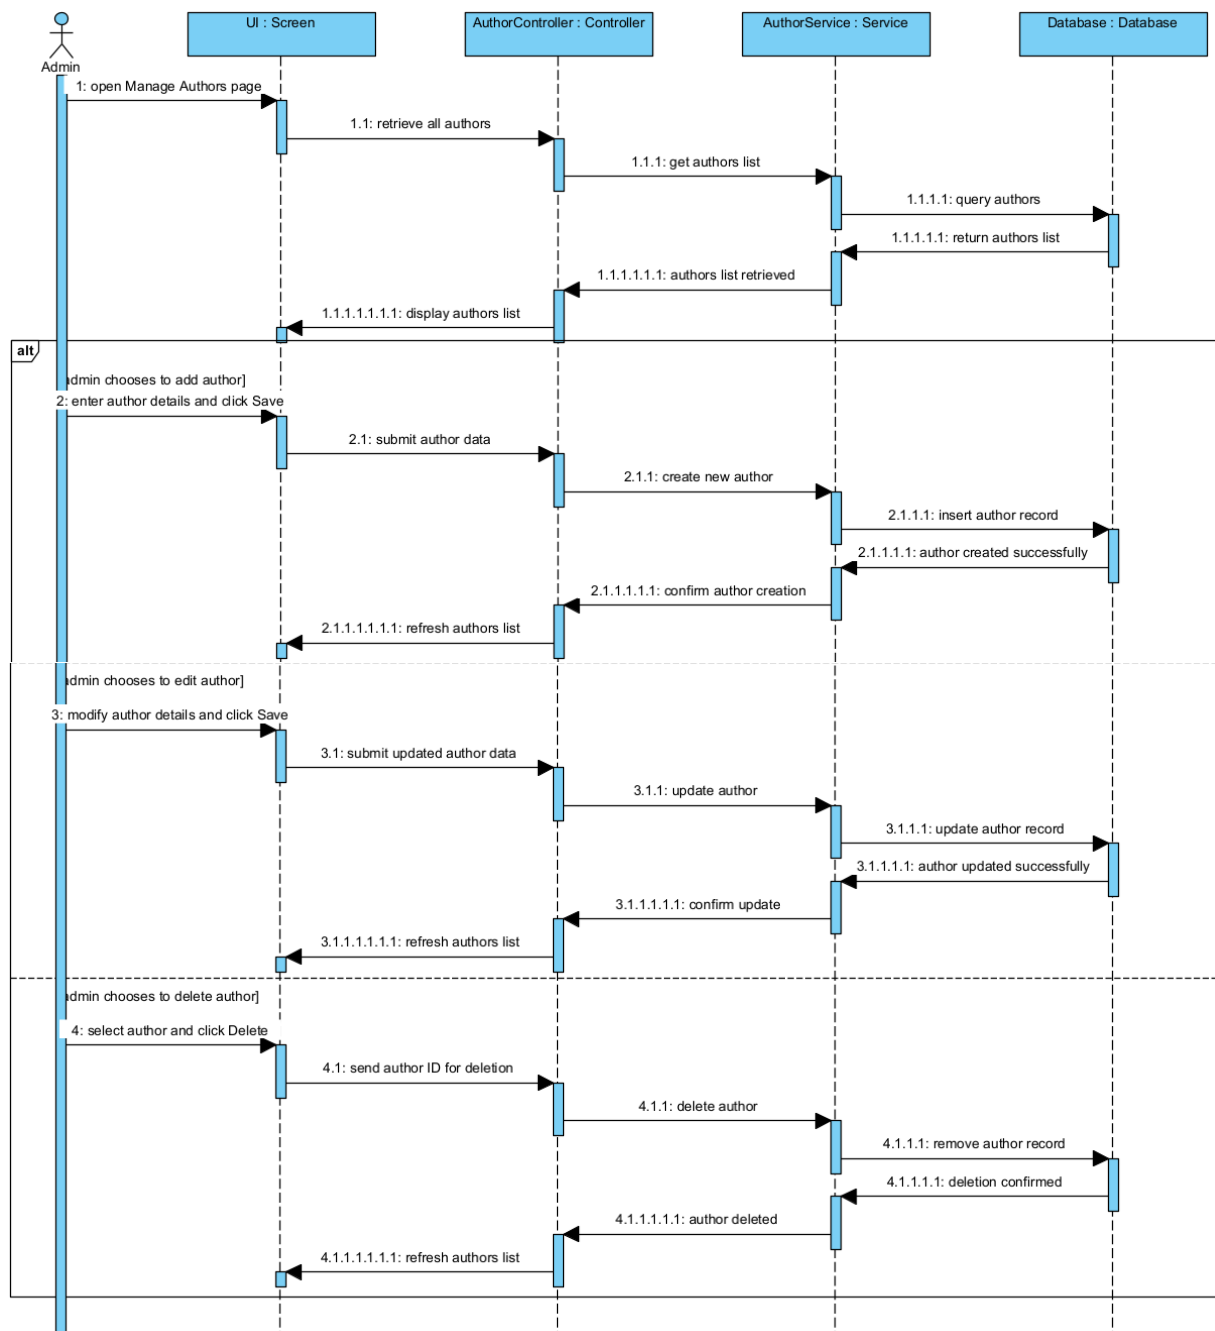 Admin
UI : Screen
AuthorController : Controller
AuthorService : Service
Database : Database
1: open Manage Authors page
1.1: retrieve all authors
1.1.1: get authors list
1.1.1.1: query authors
1.1.1.1.1: return authors list
1.1.1.1.1.1: authors list retrieved
1.1.1.1.1.1.1: display authors list
alt
admin chooses to add author]
2: enter author details and click Save
2.1: submit author data
2.1.1: create new author
2.1.1.1: insert author record
2.1.1.1.1: author created successfully
2.1.1.1.1.1: confirm author creation
2.1.1.1.1.1.1: refresh authors list
admin chooses to edit author]
3: modify author details and click Save
3.1: submit updated author data
3.1.1: update author
3.1.1.1: update author record
3.1.1.1.1: author updated successfully
3.1.1.1.1.1: confirm update
3.1.1.1.1.1.1: refresh authors list
admin chooses to delete author]
4: select author and click Delete
4.1: send author ID for deletion
4.1.1: delete author
4.1.1.1: remove author record
4.1.1.1.1: deletion confirmed
4.1.1.1.1.1: author deleted
4.1.1.1.1.1.1: refresh authors list